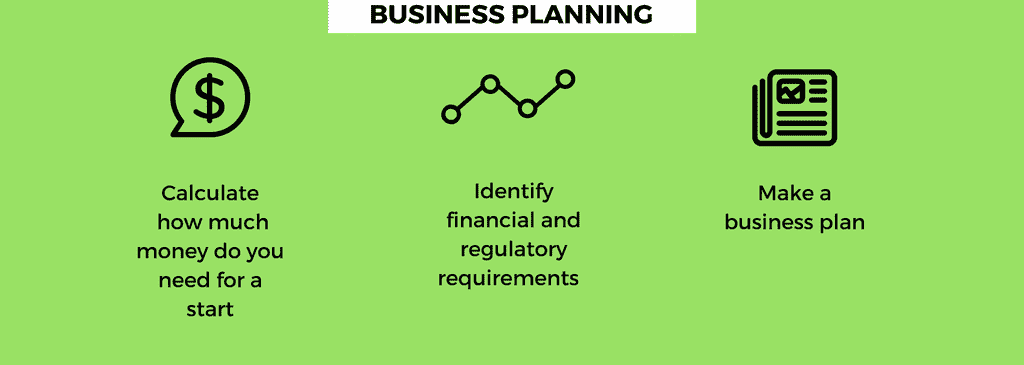 BUSINESS PLANNING
Calculate
how much
money do you
need for a
start
Identify
financial and
regulatory
requirements
Make a
business plan